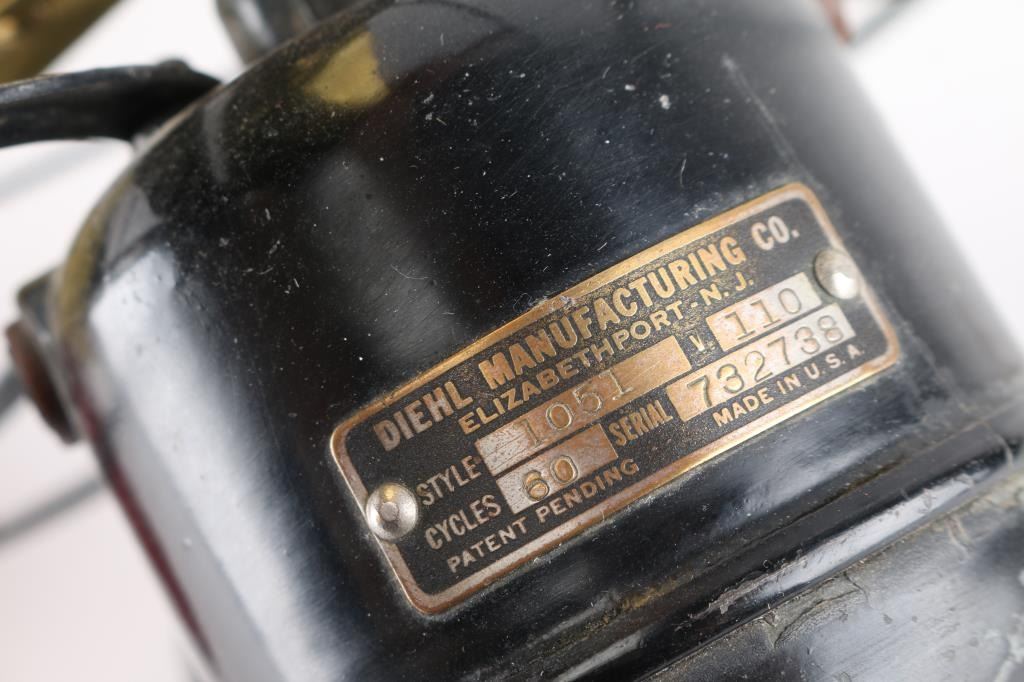 DIEHL MANUFACTURING CO.
ELIZABETHPORT - N. J.
STYLE 1051 V. 110
CYCLES 60 SERIAL 732738
PATENT PENDING MADE IN U.S.A.